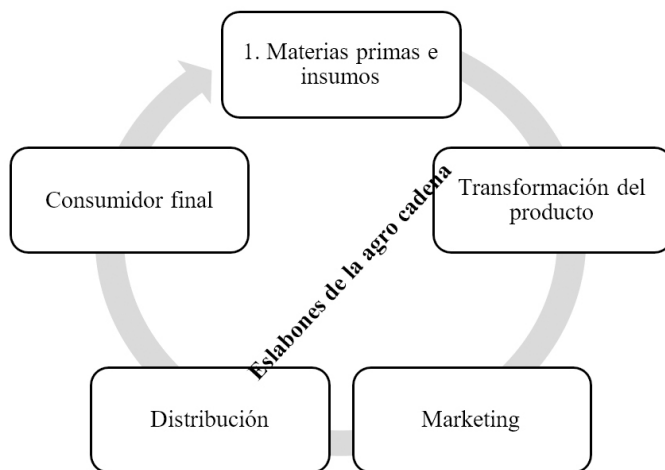 1. Materias primas e
insumos
Transformación del
producto
Marketing
Distribución
Consumidor final
Eslabones de la agro cadena